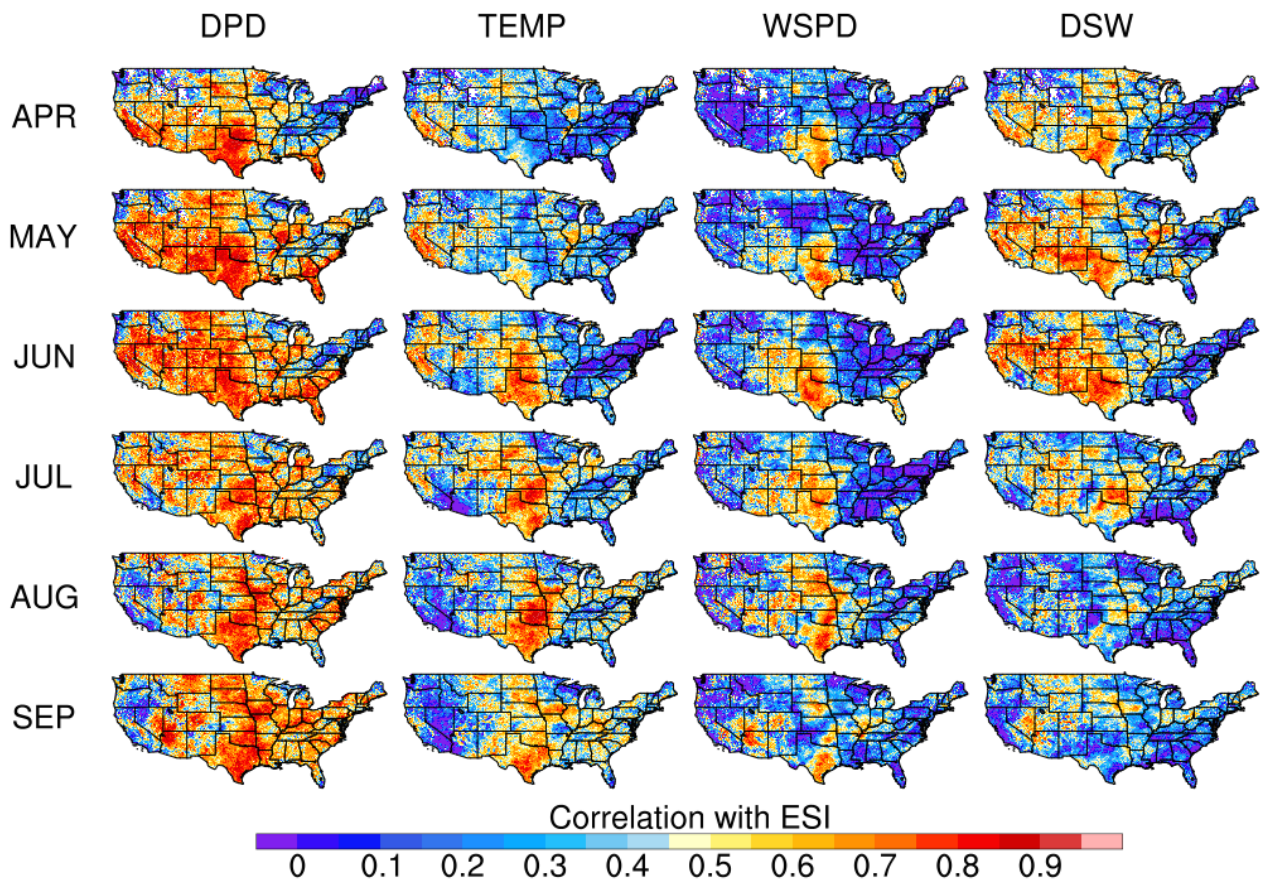 DPD TEMP WSPD DSW
APR
MAY
JUN
JUL
AUG
SEP
Correlation with ESI
0 0.1 0.2 0.3 0.4 0.5 0.6 0.7 0.8 0.9